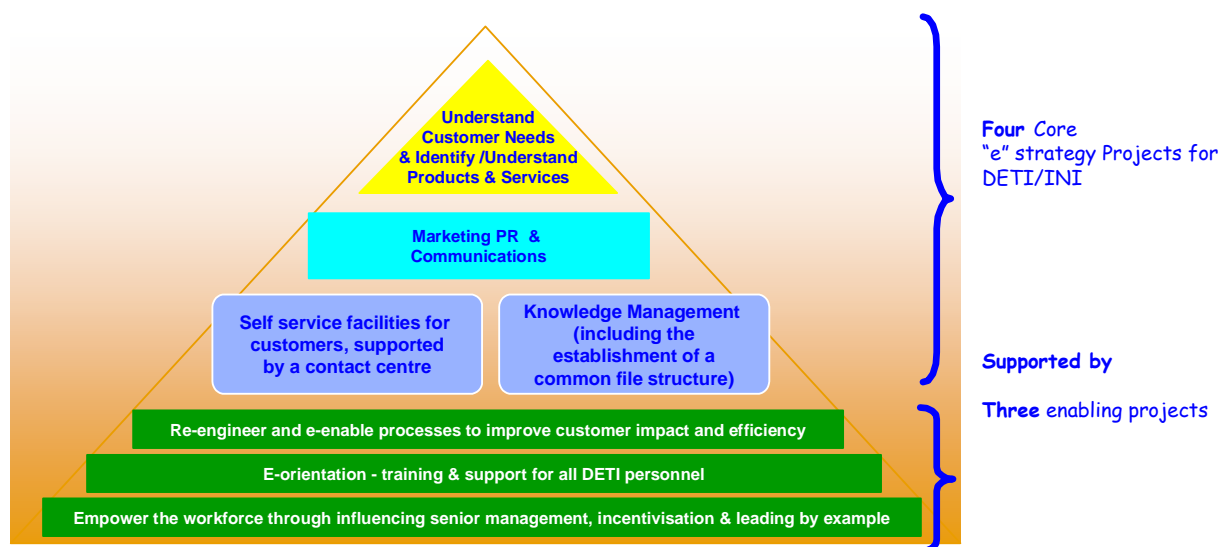 Understand
Customer Needs
& Identify /Understand
Products & Services
Marketing PR &
Communications
Self service facilities for
customers, supported
by a contact centre
Knowledge Management
(including the
establishment of a
common file structure)
Re-engineer and e-enable processes to improve customer impact and efficiency
E-orientation - training & support for all DETI personnel
Empower the workforce through influencing senior management, incentivisation & leading by example
Four Core
“e” strategy Projects for
DETI/INI
Supported by
Three enabling projects